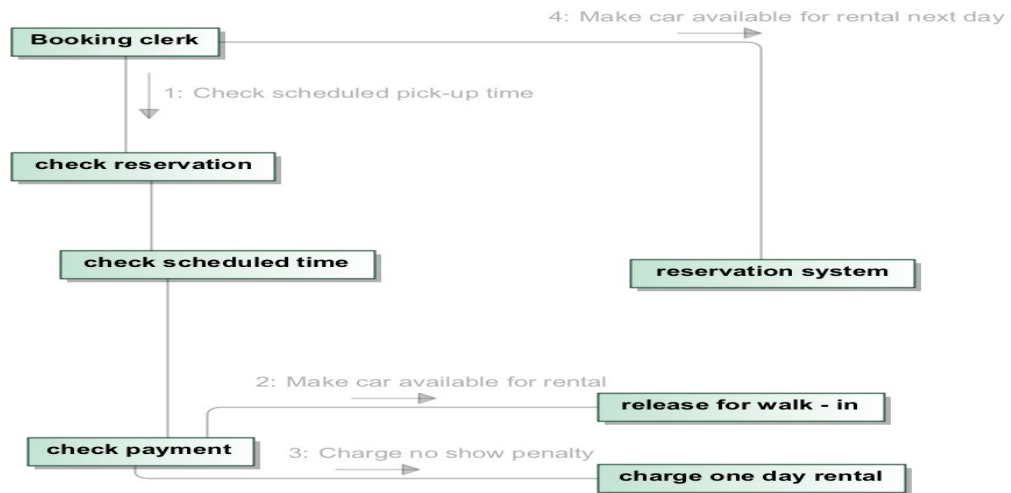 4: Make car available for rental next day
Booking clerk
1: Check scheduled pick-up time
check reservation
check scheduled time
reservation system
2: Make car available for rental
release for walk - in
check payment
3: Charge no show penalty
charge one day rental